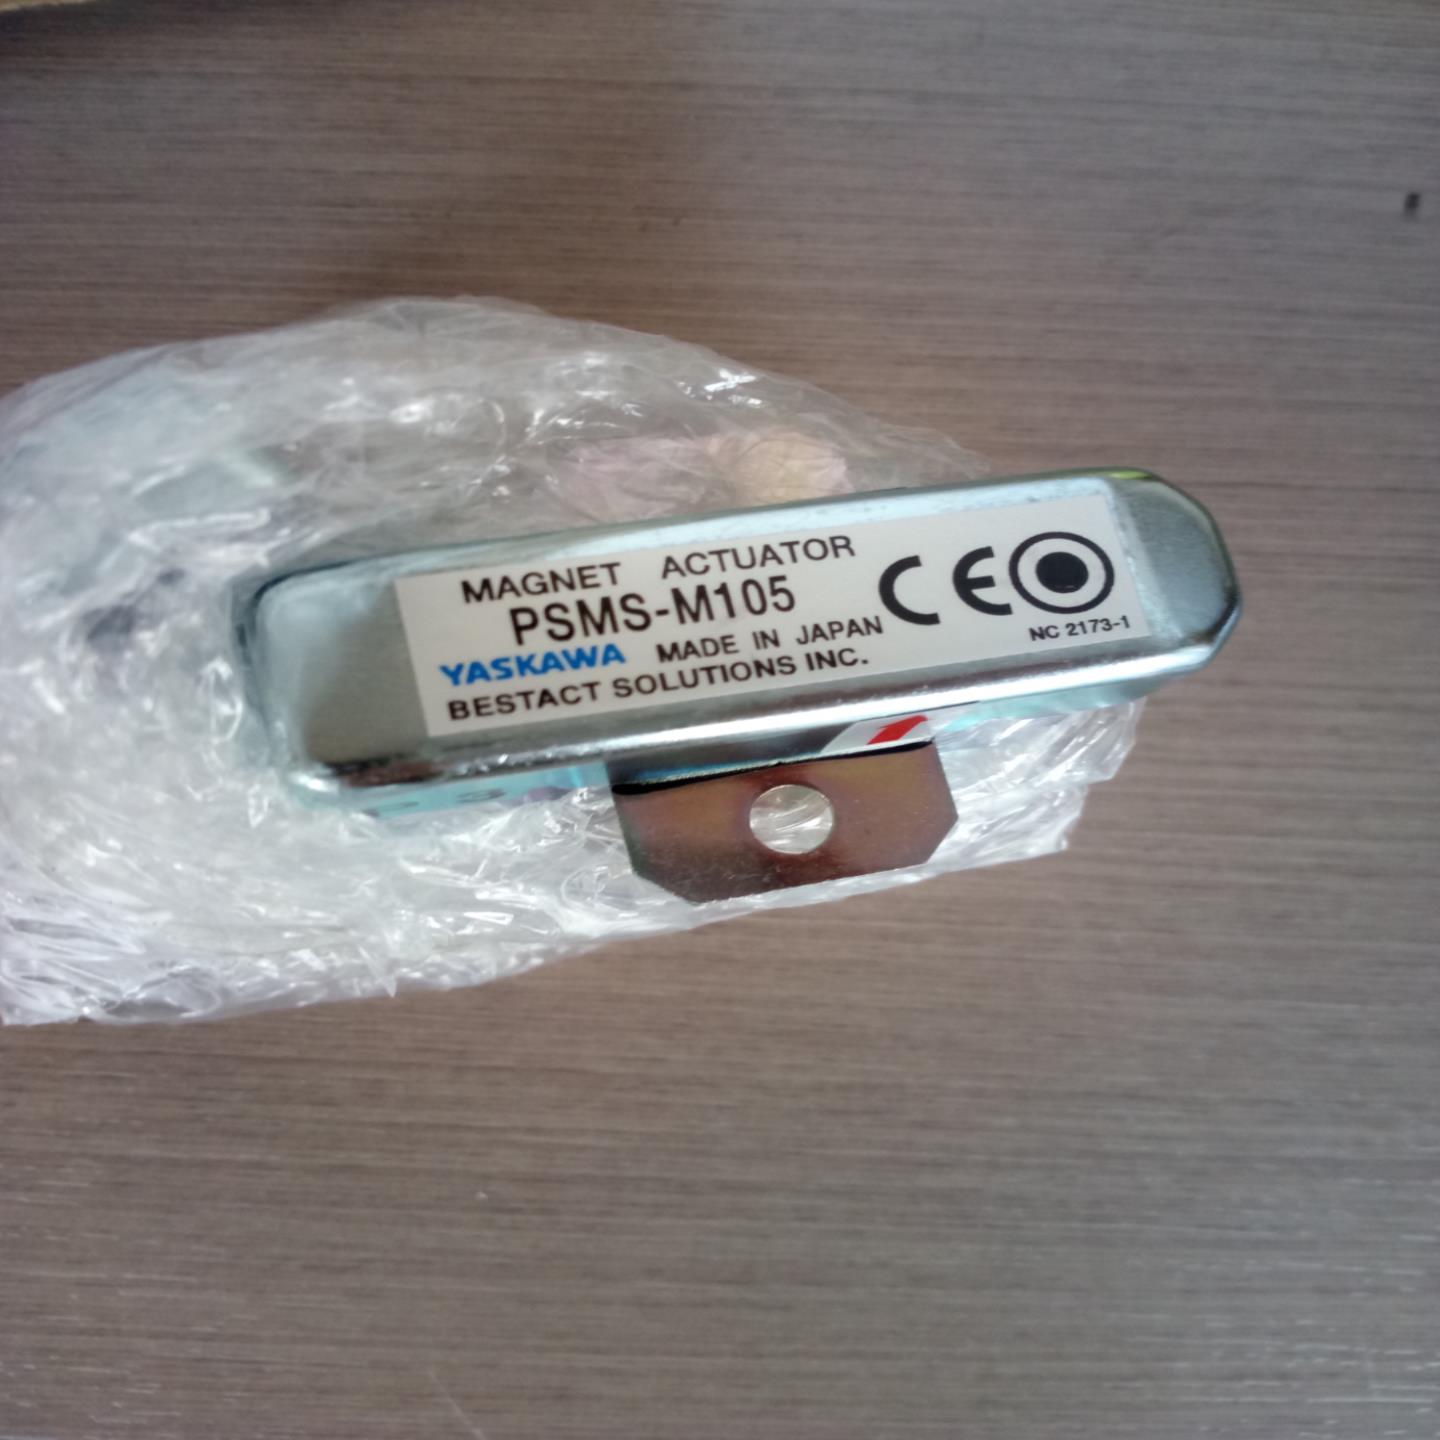 MAGNET ACTUATOR
PSMS-M105
YASKAWA MADE IN JAPAN
BESTACT SOLUTIONS INC.
CE
NC 2173-1